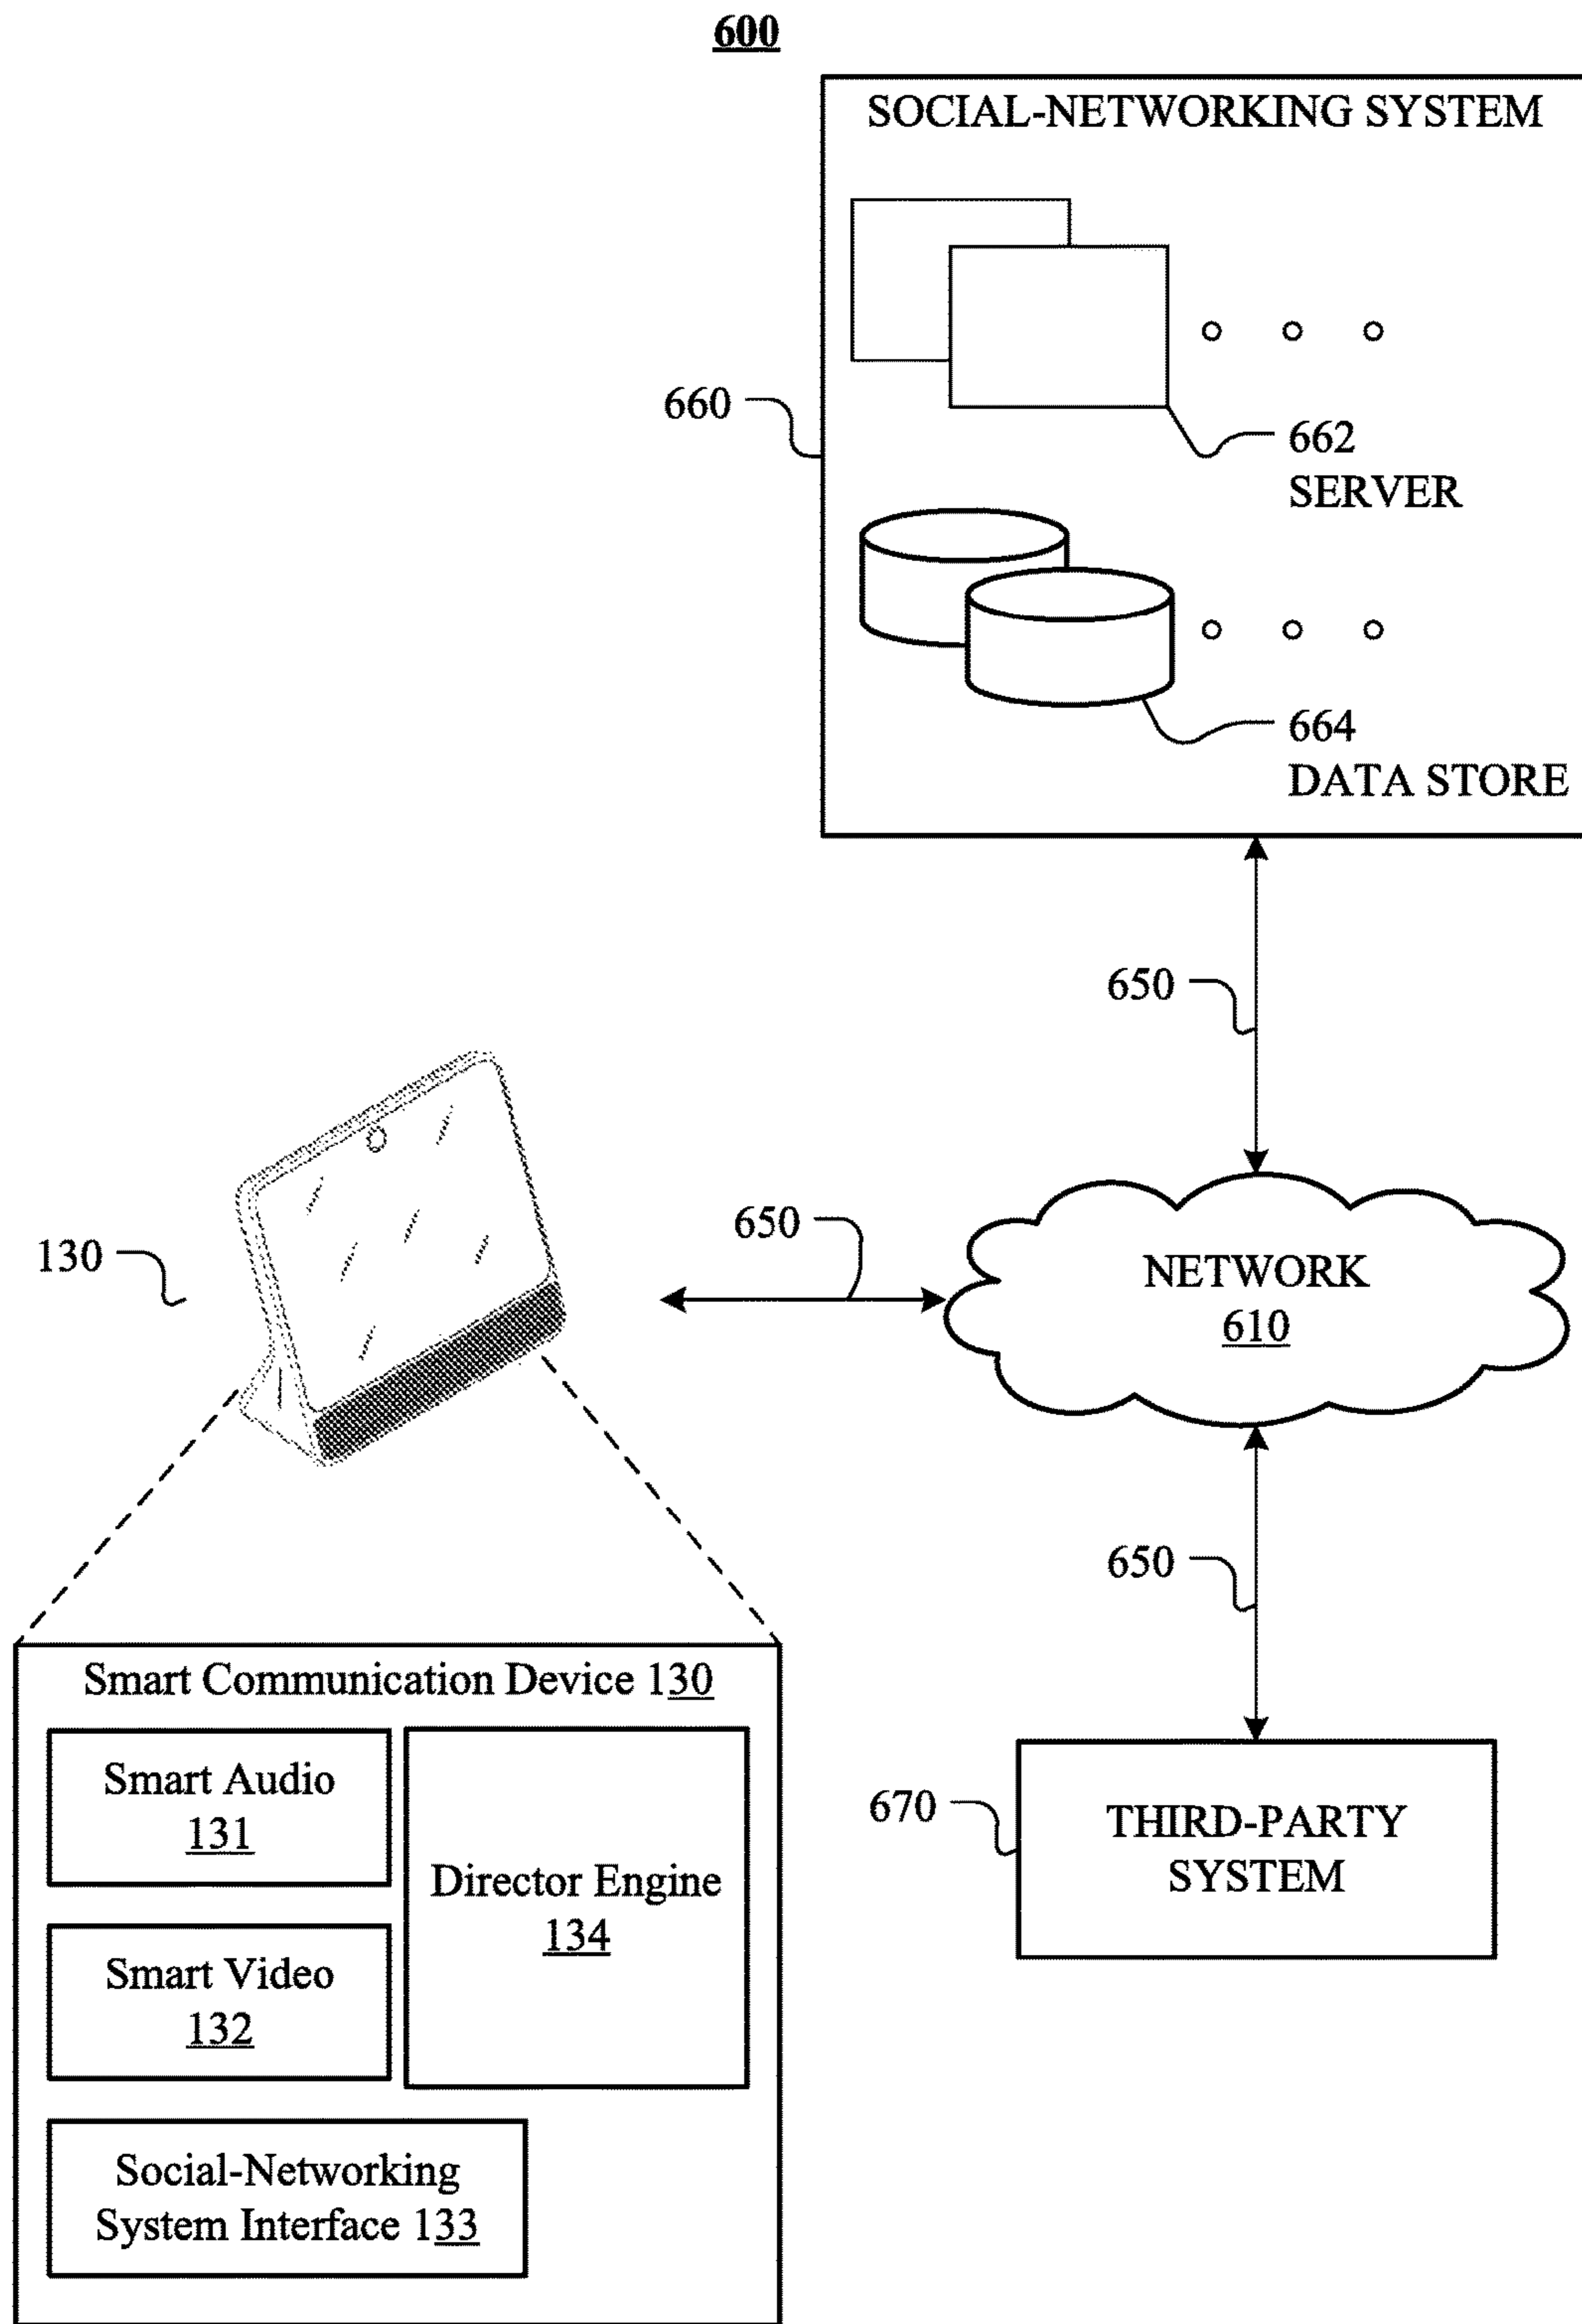 600
SOCIAL-NETWORKING SYSTEM
660
662
SERVER
664
DATA STORE
650
130
650
NETWORK
610
650
670
THIRD-PARTY
SYSTEM
Smart Communication Device 130
Smart Audio
131
Director Engine
134
Smart Video
132
Social-Networking
System Interface 133